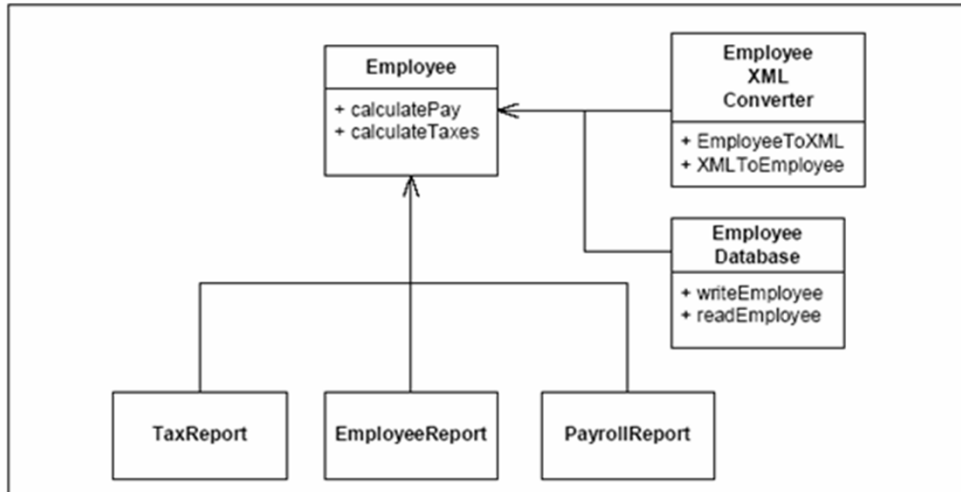 Employee
+ calculatePay
+ calculateTaxes
Employee
XML
Converter
+ EmployeeToXML
+ XMLToEmployee
Employee
Database
+ writeEmployee
+ readEmployee
TaxReport
EmployeeReport
PayrollReport